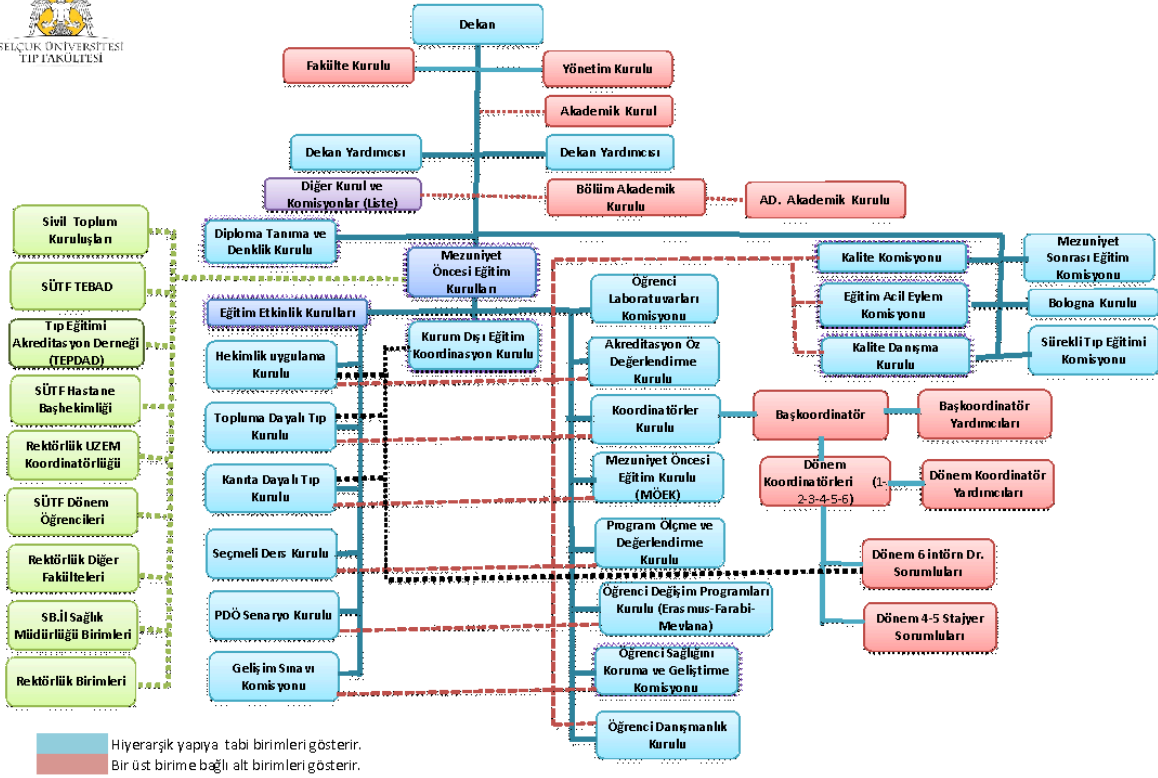 SELÇUK ÜNİVERSİTESİ
TIP FAKÜLTESİ
Dekan
Fakülte Kurulu
Yönetim Kurulu
Akademik Kurul
Dekan Yardımcısı
Dekan Yardımcısı
Diğer Kurul ve
Komisyonlar (Liste)
Bölüm Akademik
Kurulu
AD. Akademik Kurulu
Sivil Toplum
Kuruluşları
SÜTF TEBAD
Tıp Eğitimi
Akreditasyon Derneği
(TEPDAD)
SÜTF Hastane
Başhekimliği
Rektörlük UZEM
Koordinatörlüğü
SÜTF Dönem
Öğrencileri
Rektörlük Diğer
Fakülteleri
SB.İl Sağlık
Müdürlüğü Birimleri
Rektörlük Birimleri
Diploma Tanıma ve
Denklik Kurulu
Mezuniyet
Öncesi Eğitim
Kurulları
Eğitim Etkinlik Kurulları
Kurum Dışı Eğitim
Koordinasyon Kurulu
Hekimlik uygulama
Kurulu
Topluma Dayalı Tıp
Kurulu
Kanıta Dayalı Tıp
Kurulu
Seçmeli Ders Kurulu
PDÖ Senaryo Kurulu
Gelişim Sınavı
Komisyonu
Öğrenci
Laboratuvarları
Komisyonu
Akreditasyon Öz
Değerlendirme
Kurulu
Koordinatörler
Kurulu
Mezuniyet Öncesi
Eğitim Kurulu
(MÖEK)
Program Ölçme ve
Değerlendirme
Kurulu
Öğrenci Değişim Programları
Kurulu (Erasmus-Farabi-
Mevlana)
Öğrenci Sağlığını
Koruma ve Geliştirme
Komisyonu
Öğrenci Danışmanlık
Kurulu
Kalite Komisyonu
Eğitim Acil Eylem
Komisyonu
Kalite Danışma
Kurulu
Mezuniyet
Sonrası Eğitim
Komisyonu
Bologna Kurulu
Sürekli Tıp Eğitimi
Komisyonu
Başkoordinatör
Başkoordinatör
Yardımcıları
Dönem
Koordinatörleri (1-
2-3-4-5-6)
Dönem Koordinatör
Yardımcıları
Dönem 6 intörn Dr.
Sorumluları
Dönem 4-5 Stajyer
Sorumluları
Hiyerarşik yapıya tabi birimleri gösterir.
Bir üst birime bağlı alt birimleri gösterir.